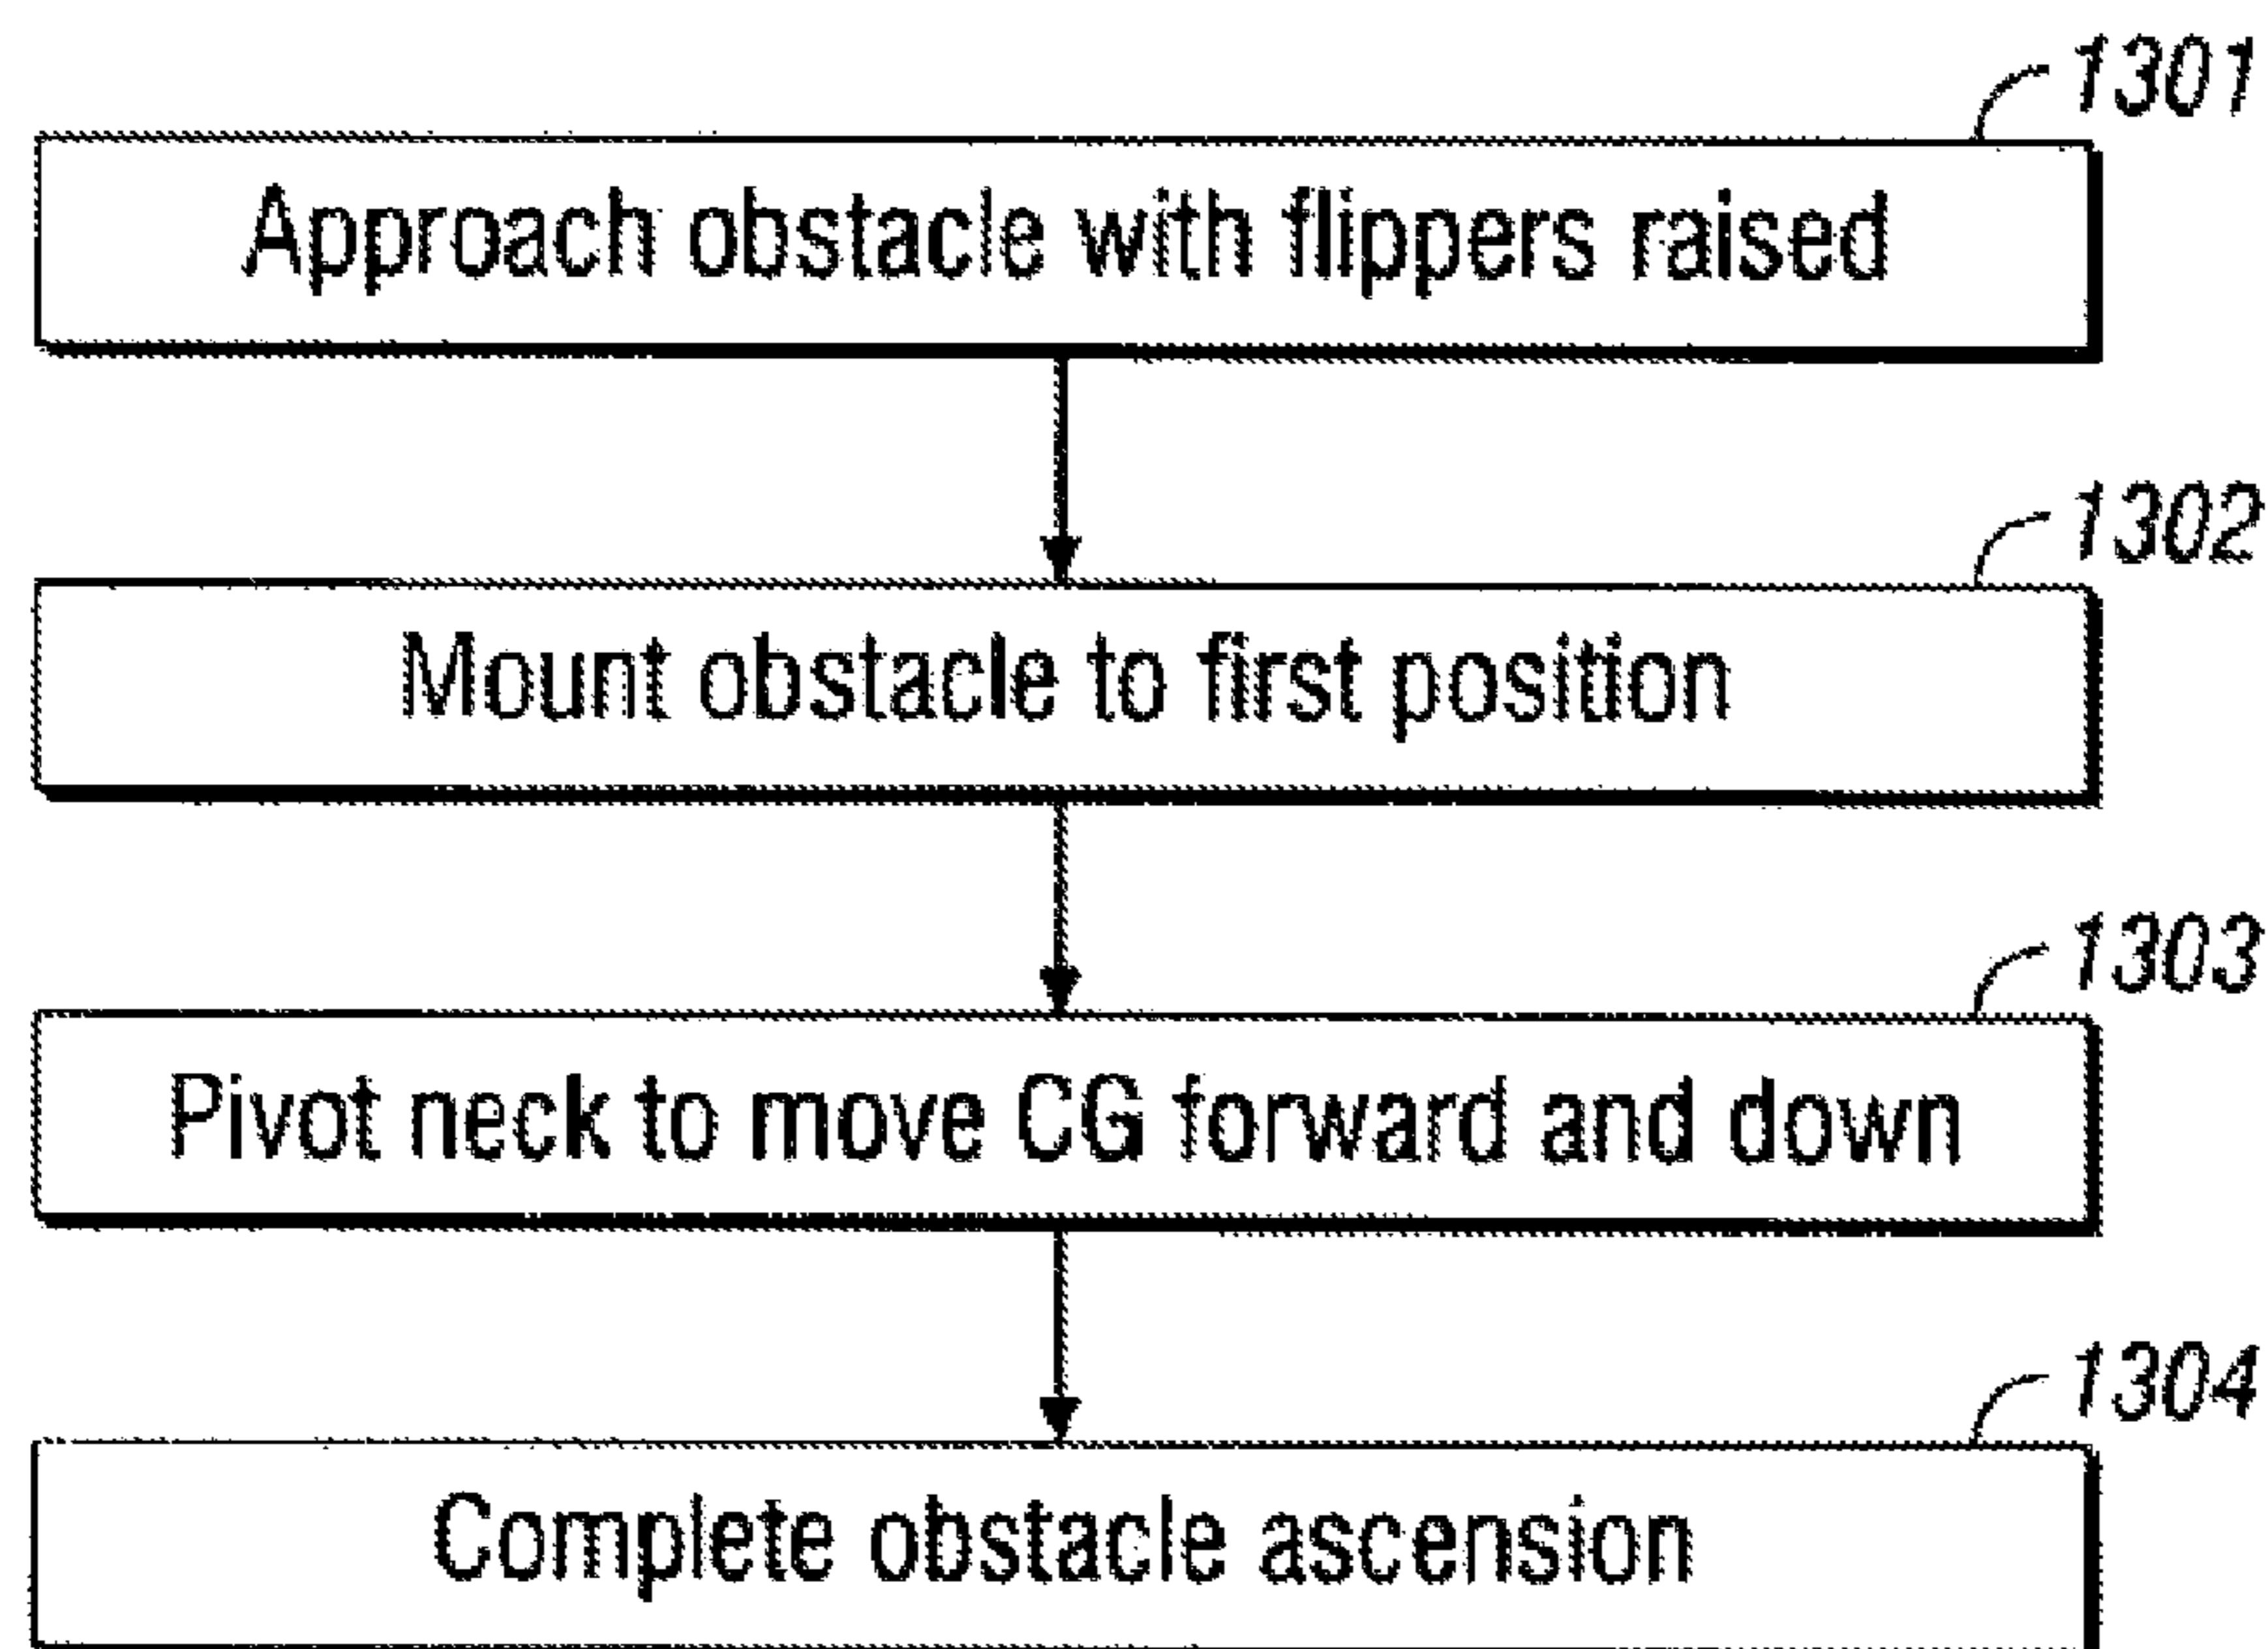 1301
Approach obstacle with flippers raised
1302
Mount obstacle to first position
1303
Pivot neck to move CG forward and down
1304
Complete obstacle ascension